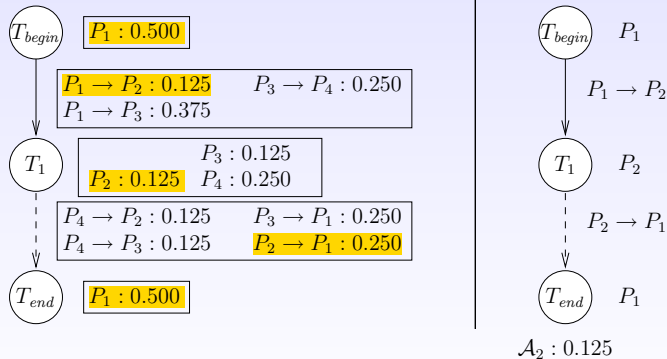 T_begin P_1 : 0.500
P_1 → P_2 : 0.125 P_3 → P_4 : 0.250
P_1 → P_3 : 0.375
P_3 : 0.125
T_1
P_2 : 0.125 P_4 : 0.250
P_4 → P_2 : 0.125 P_3 → P_1 : 0.250
P_4 → P_3 : 0.125 P_2 → P_1 : 0.250
T_end P_1 : 0.500
T_begin P_1
P_1 → P_2
T_1 P_2
P_2 → P_1
T_end P_1
𝒜_2 : 0.125